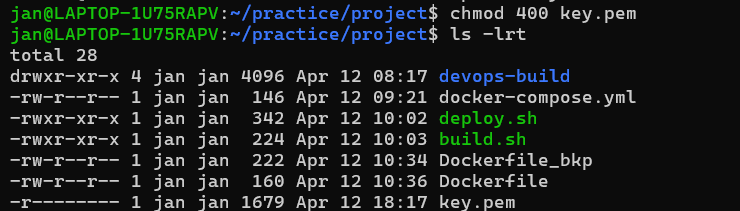 jan@LAPTOP-1U75RAPV:~/practice/project$ chmod 400 key.pem
jan@LAPTOP-1U75RAPV:~/practice/project$ ls -lrt
total 28
drwxr-xr-x 4 jan jan 4096 Apr 12 08:17 devops-build
-rw-r--r-- 1 jan jan  146 Apr 12 09:21 docker-compose.yml
-rwxr-xr-x 1 jan jan  342 Apr 12 10:02 deploy.sh
-rwxr-xr-x 1 jan jan  224 Apr 12 10:03 build.sh
-rw-r--r-- 1 jan jan  222 Apr 12 10:34 Dockerfile_bkp
-rw-r--r-- 1 jan jan  160 Apr 12 10:36 Dockerfile
-r-------- 1 jan jan 1679 Apr 12 18:17 key.pem